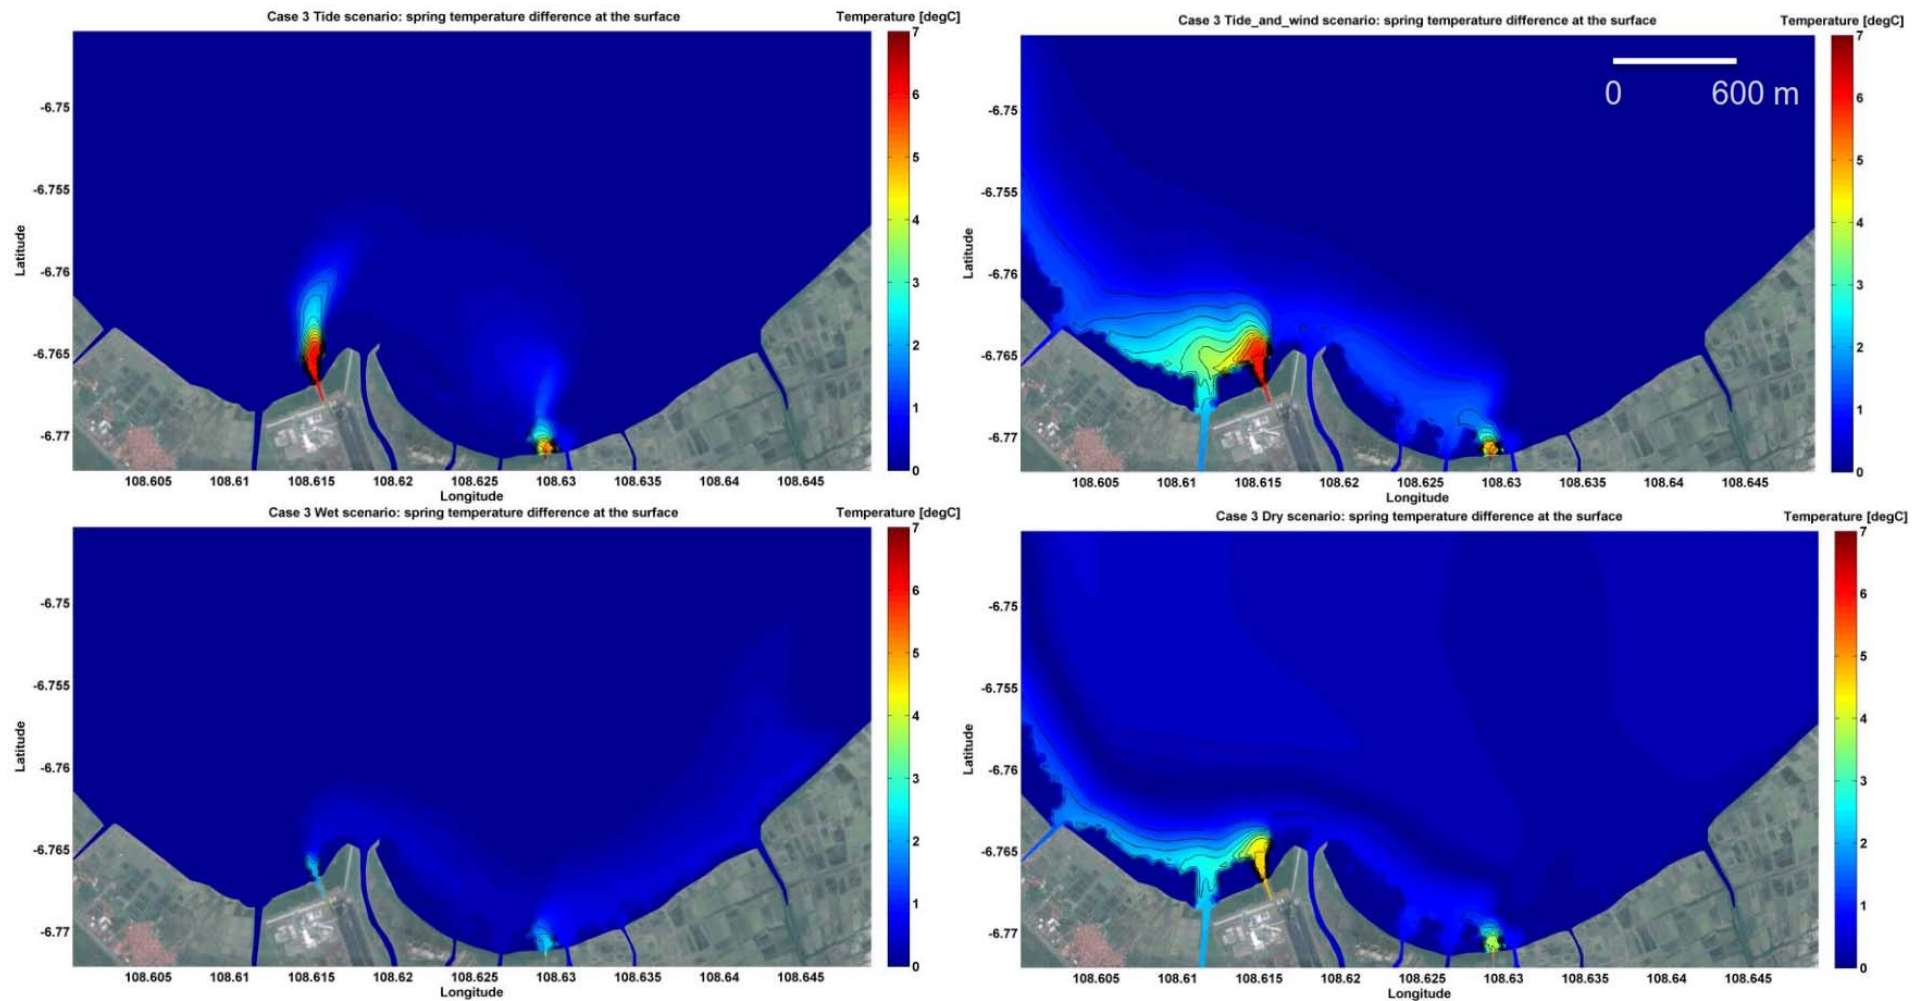 Case 3 Tide scenario: spring temperature difference at the surface
Temperature [degC]
7
6
5
4
3
2
1
0
-6.75
-6.755
-6.76
-6.765
-6.77
Latitude
108.605 108.61 108.615 108.62 108.625 108.63 108.635 108.64 108.645
Longitude
Case 3 Tide_and_wind scenario: spring temperature difference at the surface
Temperature [degC]
0 600 m
7
6
5
4
3
2
1
0
-6.75
-6.755
-6.76
-6.765
-6.77
Latitude
108.605 108.61 108.615 108.62 108.625 108.63 108.635 108.64 108.645
Longitude
Case 3 Wet scenario: spring temperature difference at the surface
Temperature [degC]
7
6
5
4
3
2
1
0
-6.75
-6.755
-6.76
-6.765
-6.77
Latitude
108.605 108.61 108.615 108.62 108.625 108.63 108.635 108.64 108.645
Longitude
Case 3 Dry scenario: spring temperature difference at the surface
Temperature [degC]
7
6
5
4
3
2
1
0
-6.75
-6.755
-6.76
-6.765
-6.77
Latitude
108.605 108.61 108.615 108.62 108.625 108.63 108.635 108.64 108.645
Longitude